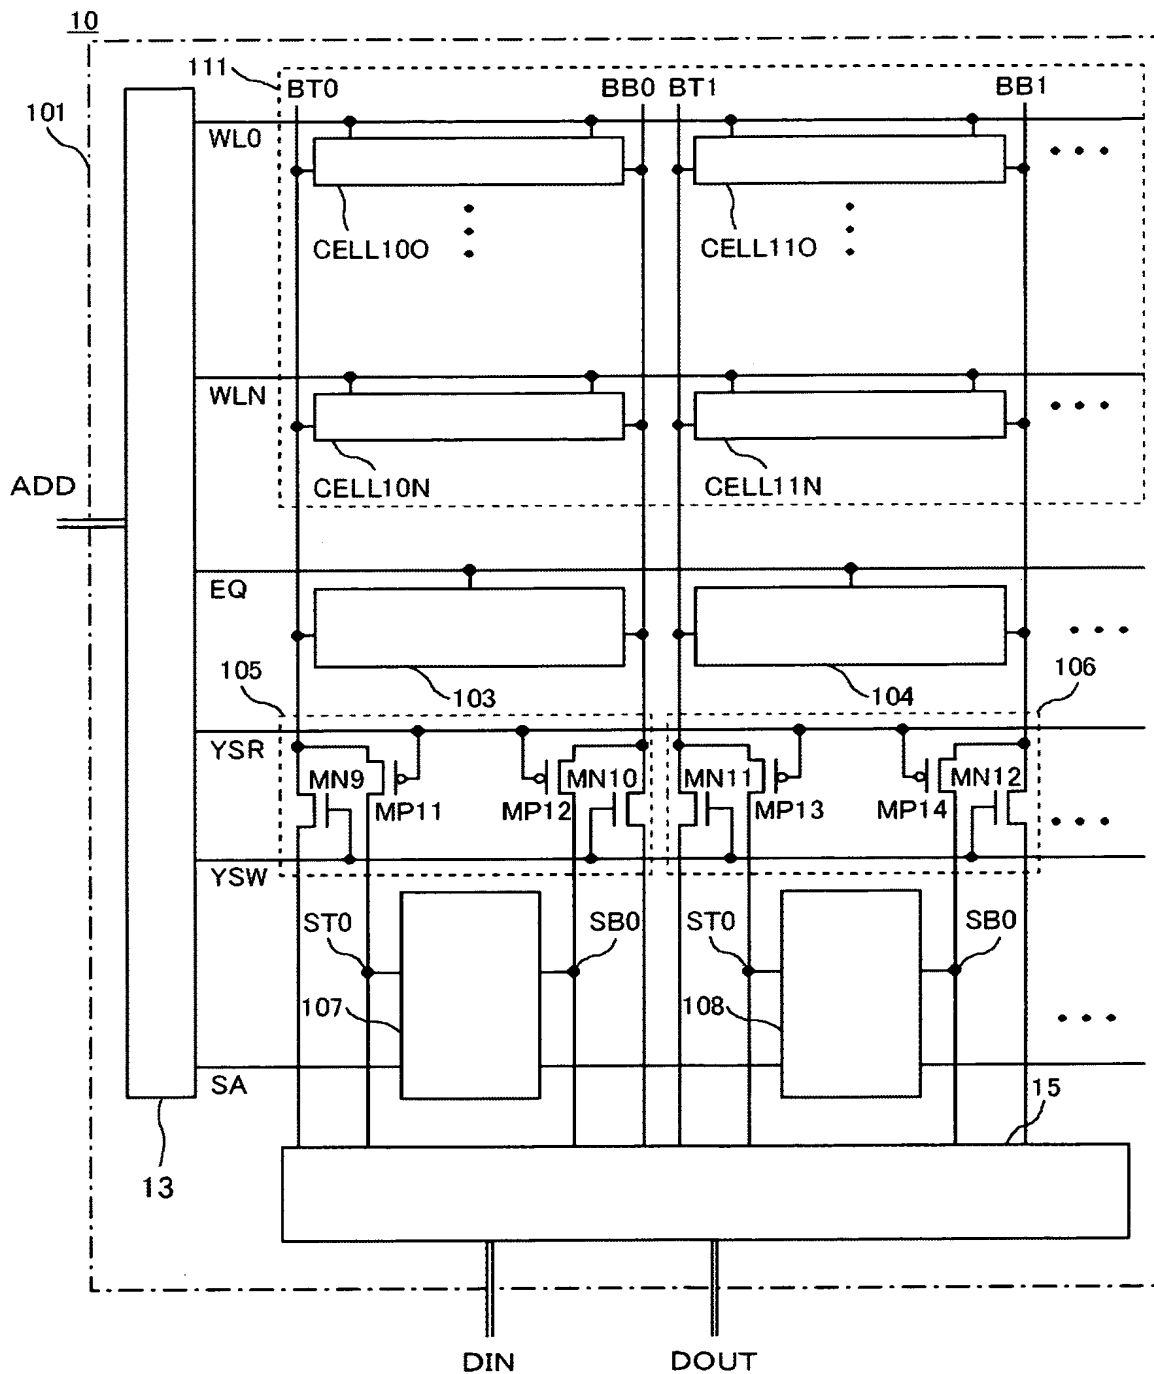 10
111
BT0 BB0 BT1 BB1
101
WL0
CELL10O CELL11O
WLN
CELL10N CELL11N
ADD
EQ
105 103 104 106
YSR
MN9 MN10 MN11 MN12
MP11 MP12 MP13 MP14
YSW
ST0 SB0 ST0 SB0
107 108
SA
15
13
DIN DOUT